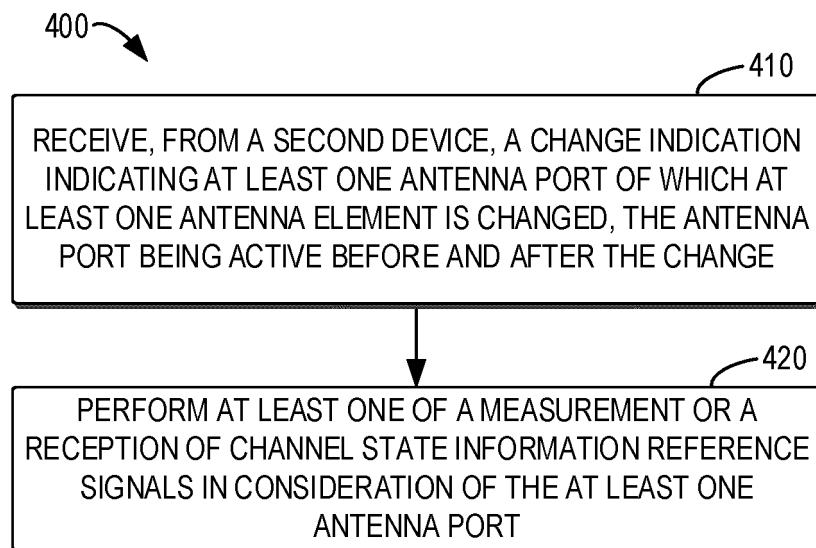 400
410
RECEIVE, FROM A SECOND DEVICE, A CHANGE INDICATION
INDICATING AT LEAST ONE ANTENNA PORT OF WHICH AT
LEAST ONE ANTENNA ELEMENT IS CHANGED, THE ANTENNA
PORT BEING ACTIVE BEFORE AND AFTER THE CHANGE
420
PERFORM AT LEAST ONE OF A MEASUREMENT OR A
RECEPTION OF CHANNEL STATE INFORMATION REFERENCE
SIGNALS IN CONSIDERATION OF THE AT LEAST ONE
ANTENNA PORT